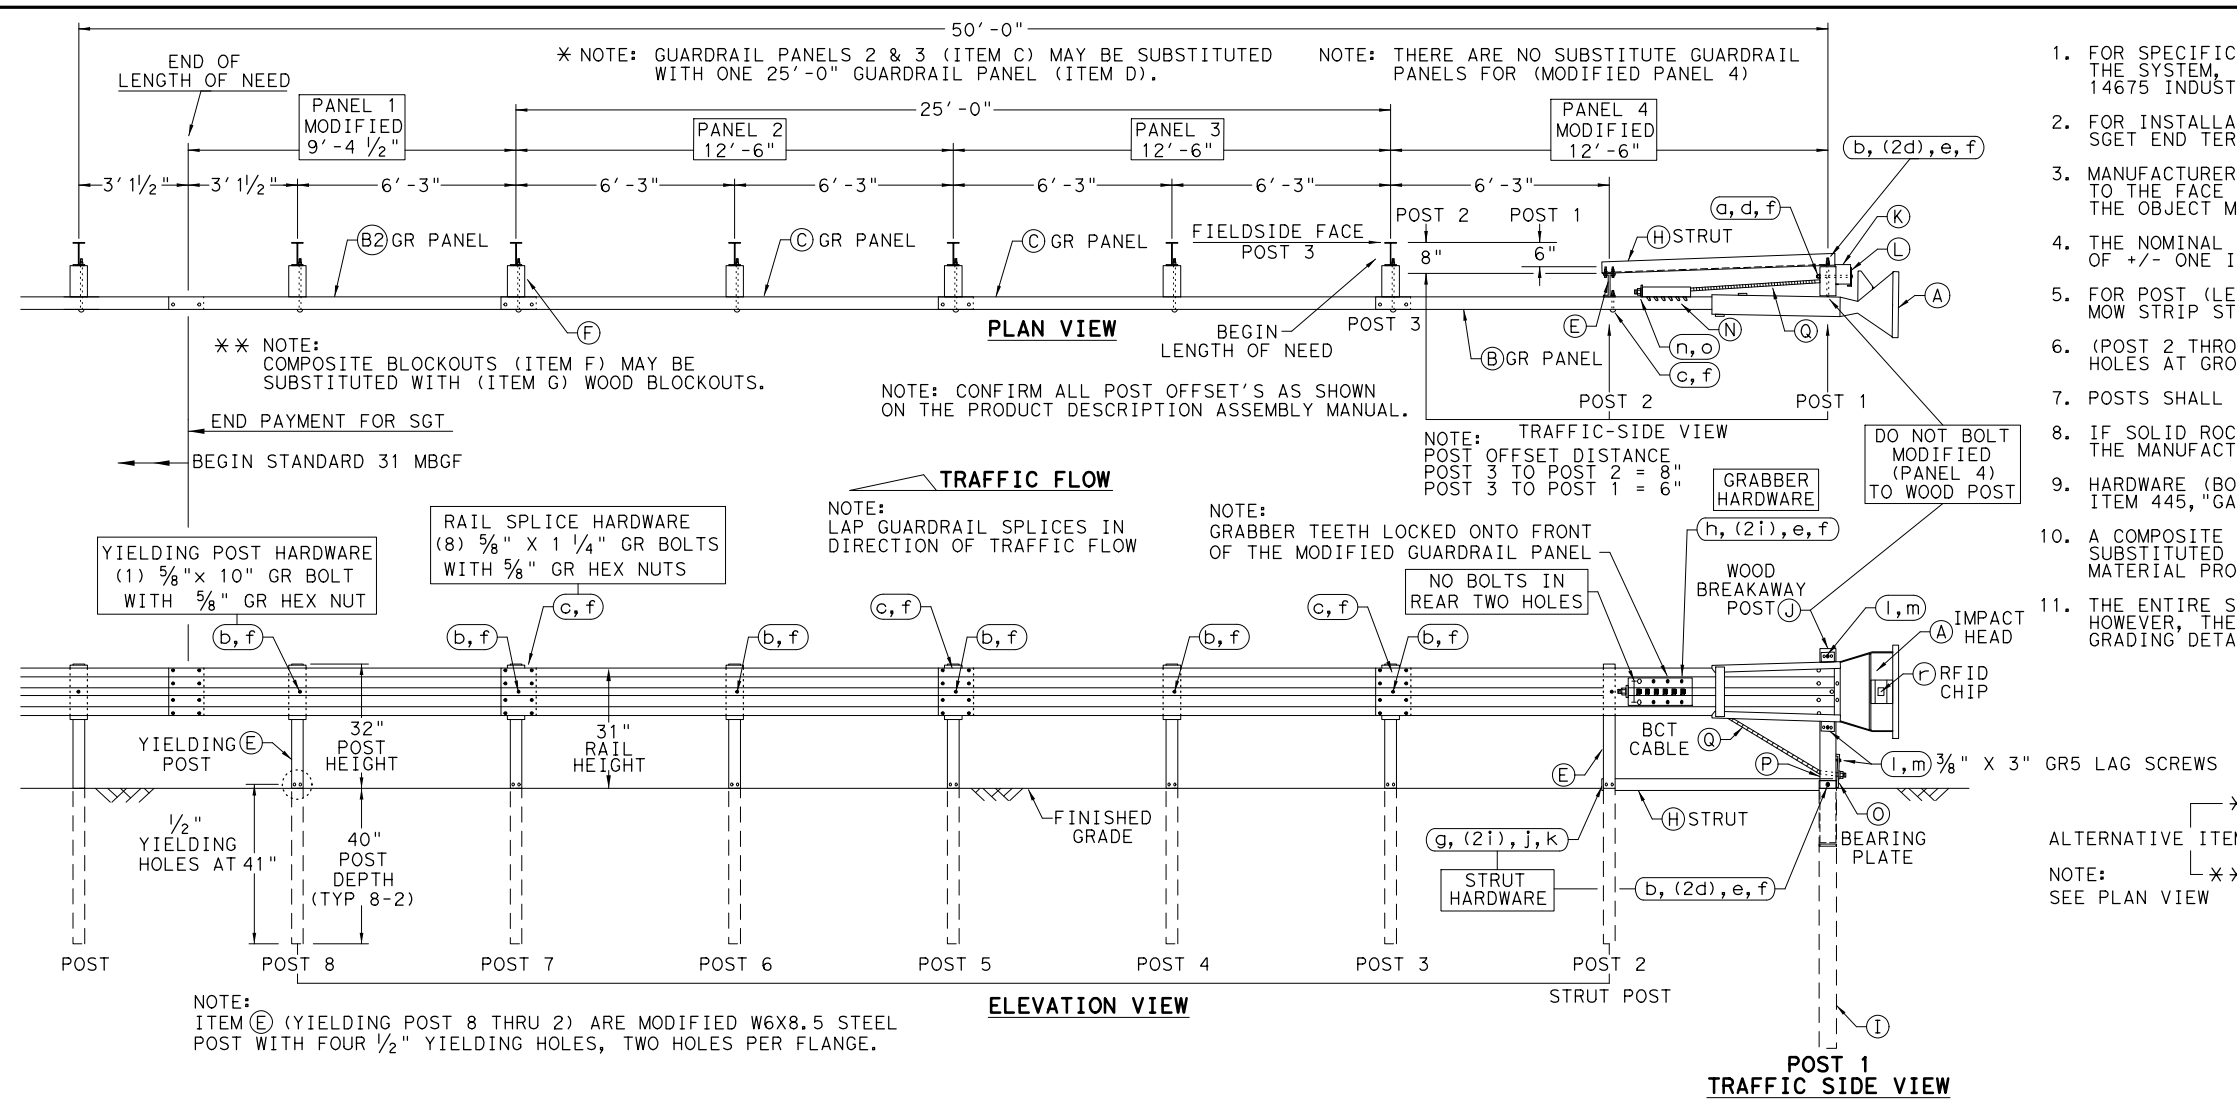 50'-0"
* NOTE: GUARDRAIL PANELS 2 & 3 (ITEM C) MAY BE SUBSTITUTED
WITH ONE 25'-0" GUARDRAIL PANEL (ITEM D).
NOTE: THERE ARE NO SUBSTITUTE GUARDRAIL
PANELS FOR (MODIFIED PANEL 4)
END OF
LENGTH OF NEED
PANEL 1
MODIFIED
9'-4 1/2"
25'-0"
PANEL 2
12'-6"
PANEL 3
12'-6"
PANEL 4
MODIFIED
12'-6"
b, (2d), e, f
3' 1 1/2"
3' 1 1/2"
6'-3"
6'-3"
6'-3"
6'-3"
6'-3"
6'-3"
POST 2
POST 1
a, d, f
K
B2 GR PANEL
C GR PANEL
C GR PANEL
FIELDSIDE FACE
POST 3
8"
6"
H STRUT
L
A
F
PLAN VIEW
BEGIN
LENGTH OF NEED
POST 3
E
N
Q
n, o
c, f
B GR PANEL
** NOTE:
COMPOSITE BLOCKOUTS (ITEM F) MAY BE
SUBSTITUTED WITH (ITEM G) WOOD BLOCKOUTS.
NOTE: CONFIRM ALL POST OFFSET'S AS SHOWN
ON THE PRODUCT DESCRIPTION ASSEMBLY MANUAL.
POST 2
POST 1
END PAYMENT FOR SGT
BEGIN STANDARD 31 MBGF
TRAFFIC-SIDE VIEW
NOTE:
POST OFFSET DISTANCE
POST 3 TO POST 2 = 8"
POST 3 TO POST 1 = 6"
DO NOT BOLT
MODIFIED
(PANEL 4)
TO WOOD POST
TRAFFIC FLOW
NOTE:
LAP GUARDRAIL SPLICES IN
DIRECTION OF TRAFFIC FLOW
GRABBER
HARDWARE
NOTE:
GRABBER TEETH LOCKED ONTO FRONT
OF THE MODIFIED GUARDRAIL PANEL
h, (2i), e, f
RAIL SPLICE HARDWARE
(8) 5/8" X 1 1/4" GR BOLTS
WITH 5/8" GR HEX NUTS
YIELDING POST HARDWARE
(1) 5/8"x 10" GR BOLT
WITH 5/8" GR HEX NUT
NO BOLTS IN
REAR TWO HOLES
WOOD
BREAKAWAY
POST J
c, f
c, f
c, f
l, m
A IMPACT
HEAD
b, f
b, f
b, f
b, f
b, f
b, f
r RFID
CHIP
YIELDING E
POST
32"
POST
HEIGHT
31"
RAIL
HEIGHT
BCT
CABLE
Q
P
E
l, m 3/8" X 3" GR5 LAG SCREWS
1/2"
YIELDING
HOLES AT 41"
40"
POST
DEPTH
(TYP 8-2)
FINISHED
GRADE
g, (2i), j, k
H STRUT
O
BEARING
PLATE
STRUT
HARDWARE
b, (2d), e, f
POST
POST 8
POST 7
POST 6
POST 5
POST 4
POST 3
POST 2
STRUT POST
NOTE:
ITEM E (YIELDING POST 8 THRU 2) ARE MODIFIED W6X8.5 STEEL
POST WITH FOUR 1/2" YIELDING HOLES, TWO HOLES PER FLANGE.
ELEVATION VIEW
I
POST 1
TRAFFIC SIDE VIEW
1. FOR SPECIFIC
THE SYSTEM,
14675 INDUST
2. FOR INSTALLA
SGET END TER
3. MANUFACTURER
TO THE FACE
THE OBJECT M
4. THE NOMINAL
OF +/- ONE I
5. FOR POST (LE
MOW STRIP ST
6. (POST 2 THRO
HOLES AT GRO
7. POSTS SHALL
8. IF SOLID ROC
THE MANUFACT
9. HARDWARE (BO
ITEM 445,"GA
10. A COMPOSITE
SUBSTITUTED
MATERIAL PRO
11. THE ENTIRE S
HOWEVER, THE
GRADING DETA
*
ALTERNATIVE ITE
NOTE:
**
SEE PLAN VIEW